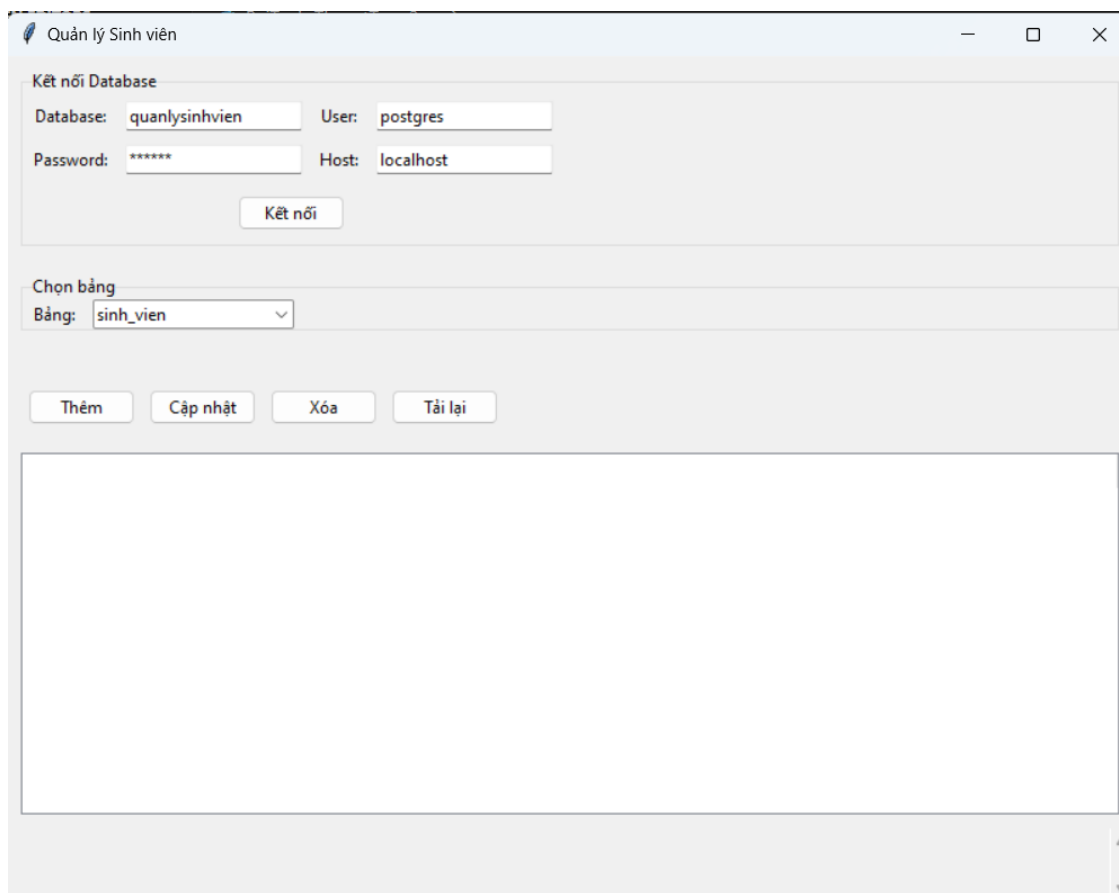 Quản lý Sinh viên
Kết nối Database
Database: quanlysinhvien User: postgres
Password: ****** Host: localhost
Kết nối
Chọn bảng
Bảng: sinh_vien
Thêm Cập nhật Xóa Tải lại